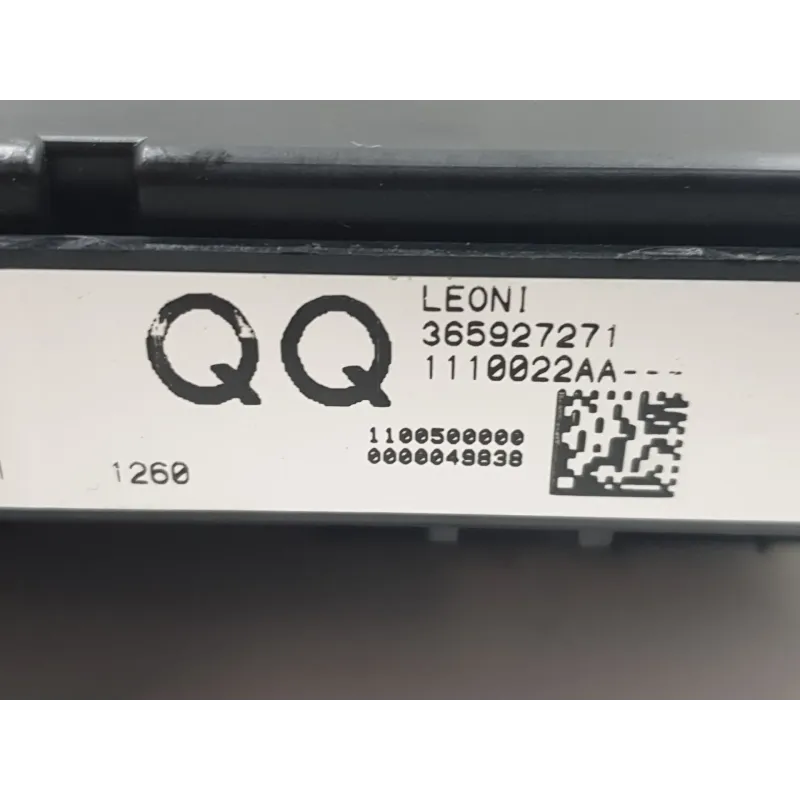 QQ
LEONI
365927271
1110022AA---
1100500000
0000049838
1260